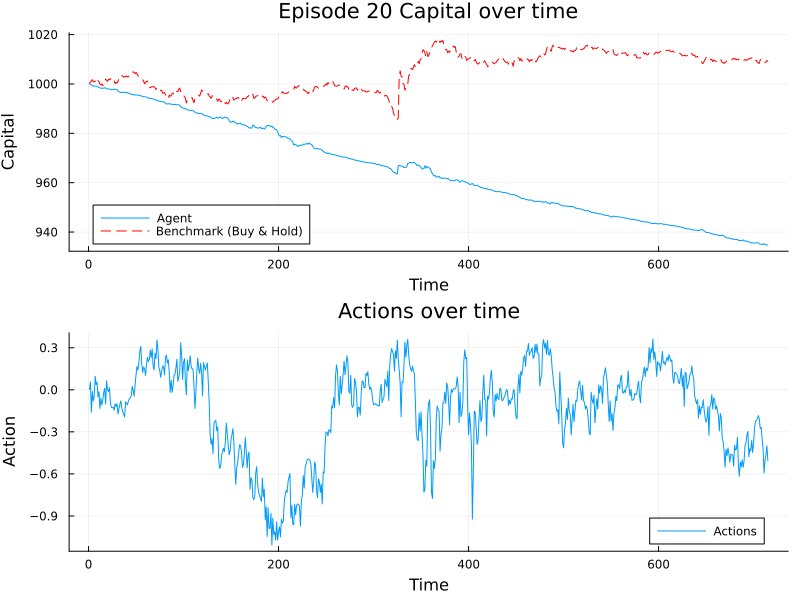 Episode 20 Capital over time
1020
1000
980
960
940
Capital
Agent
Benchmark (Buy & Hold)
0 200 400 600
Time
Actions over time
0.3
0.0
−0.3
−0.6
−0.9
Action
Actions
0 200 400 600
Time